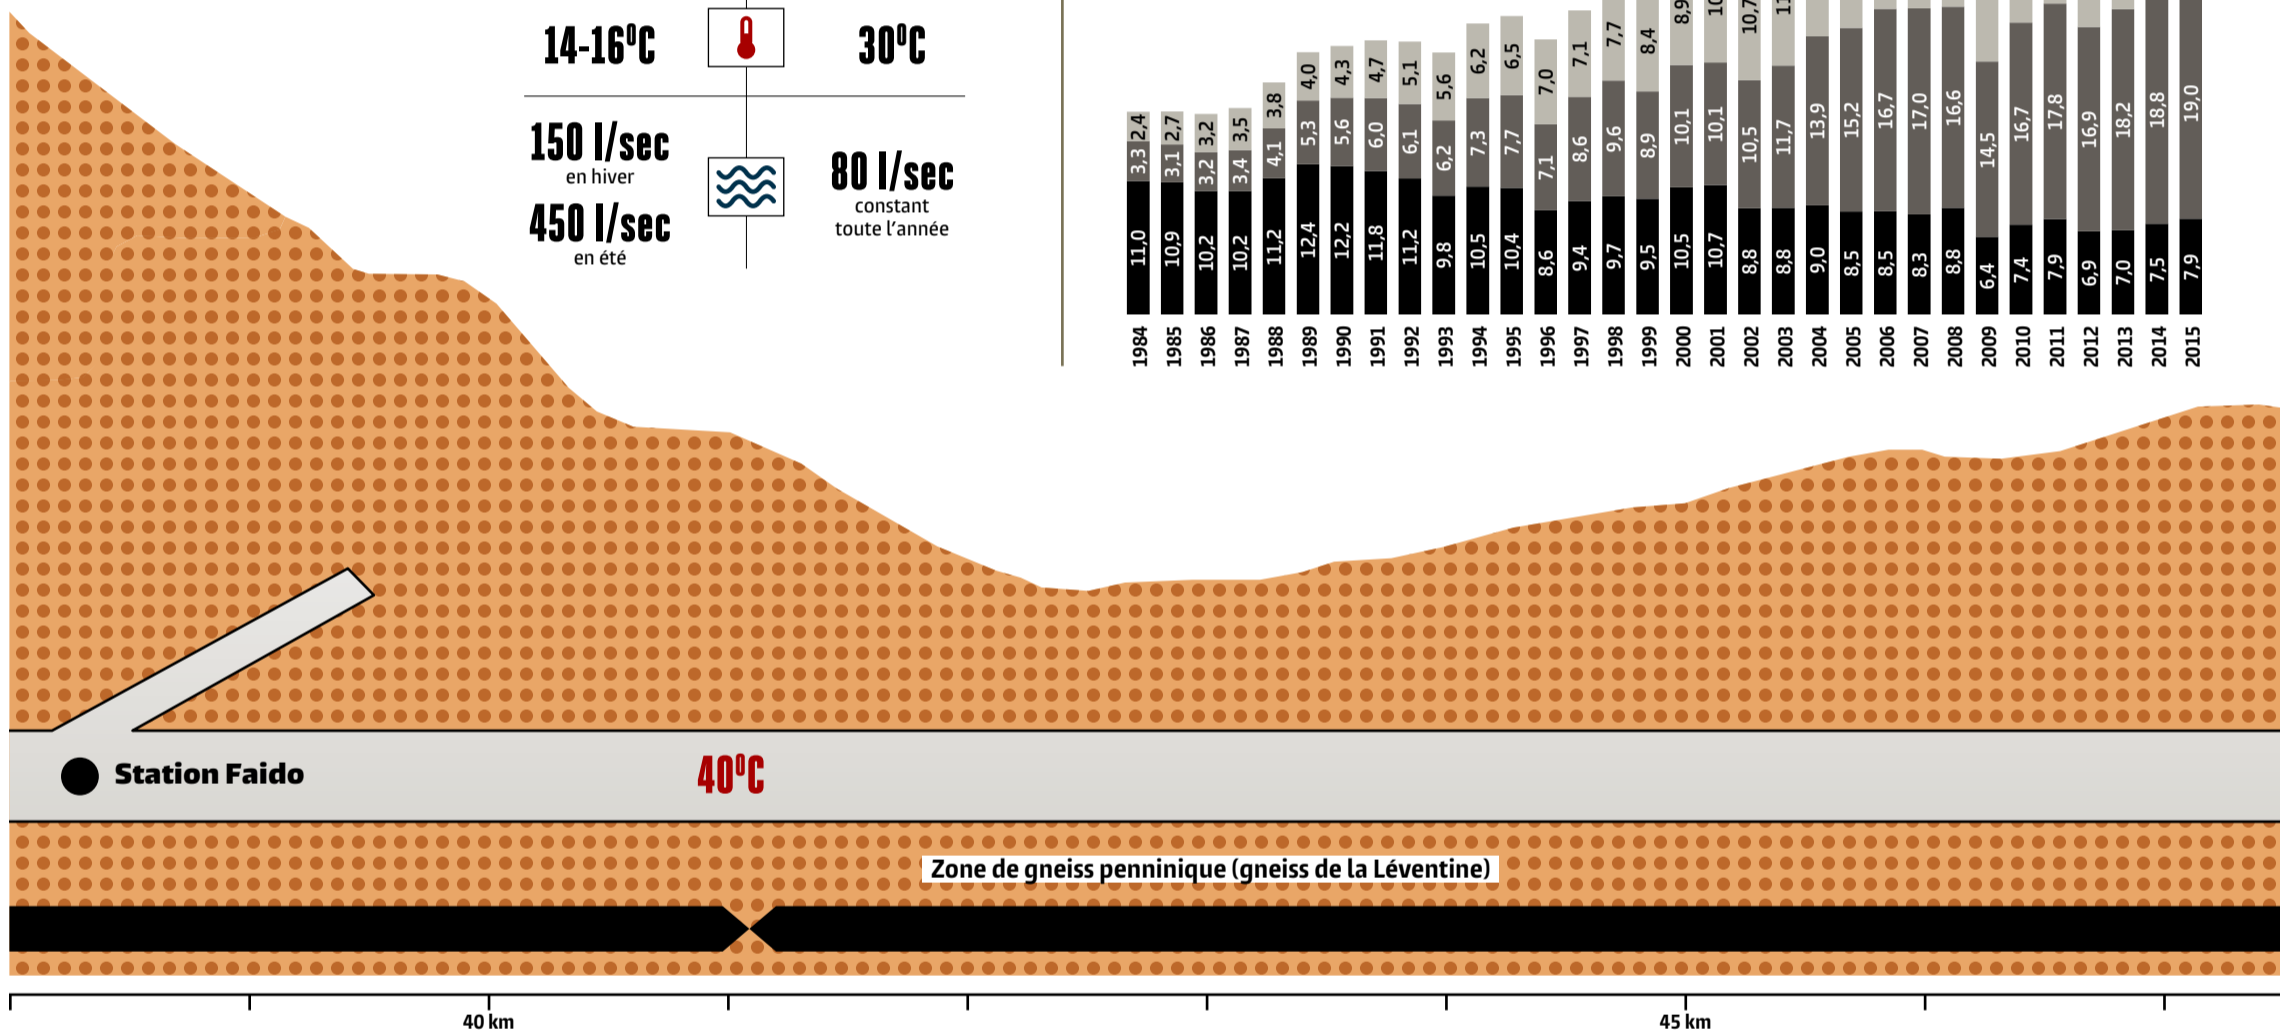 14-16⁰C
30⁰C
150 l/sec
en hiver
450 l/sec
en été
80 l/sec
constant
toute l'année
2,4 2,7 3,2 3,5 3,8 4,0 4,3 4,7 5,1 5,6 6,2 6,5 7,0 7,1 7,7 8,4 8,9 10,7
3,3 3,1 3,2 3,4 4,1 5,3 5,6 6,0 6,1 6,2 7,3 7,7 7,1 8,6 9,6 8,9 10,1 10,1 10,5 11,7 13,9 15,2 16,7 17,0 16,6 14,5 16,7 17,8 16,9 18,2 18,8 19,0
11,0 10,9 10,2 10,2 11,2 12,4 12,2 11,8 11,2 9,8 10,5 10,4 8,6 9,4 9,7 9,5 10,5 10,7 8,8 8,8 9,0 8,5 8,5 8,3 8,8 6,4 7,4 7,9 6,9 7,0 7,5 7,9
1984 1985 1986 1987 1988 1989 1990 1991 1992 1993 1994 1995 1996 1997 1998 1999 2000 2001 2002 2003 2004 2005 2006 2007 2008 2009 2010 2011 2012 2013 2014 2015
Station Faido
40⁰C
Zone de gneiss penninique (gneiss de la Léventine)
40 km
45 km